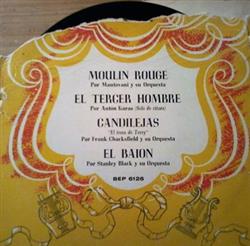 MOULIN ROUGE
Por Mantovani y su Orquesta
EL TERCER HOMBRE
Por Anton Karas (Solo de citara)
CANDILEJAS
"El tema de Terry"
Por Frank Chacksfield y su Orquesta
EL BAION
Por Stanley Black y su Orquesta
BEP 6126